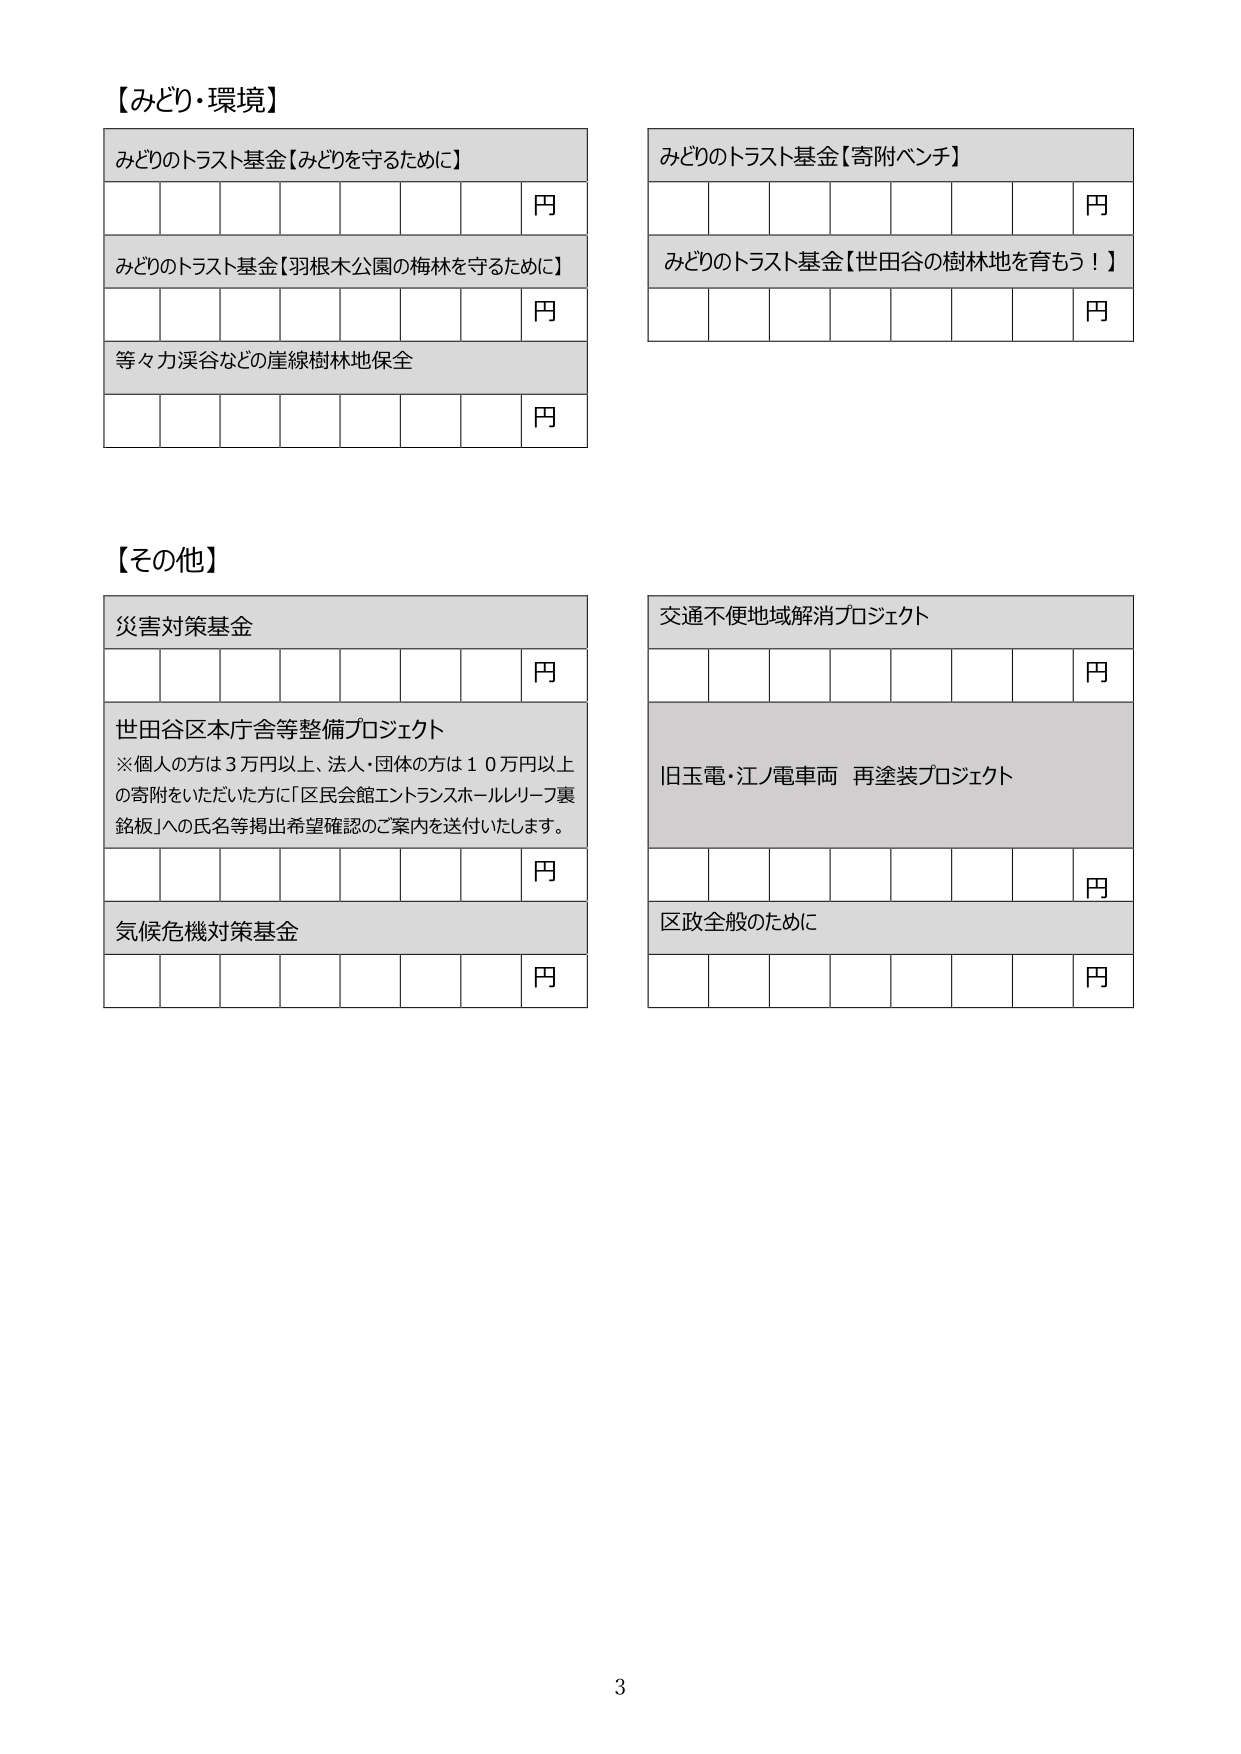 【みどり・環境】
みどりのトラスト基金【みどりを守るために】
円
みどりのトラスト基金【羽根木公園の梅林を守るために】
円
等々力渓谷などの崖線樹林地保全
円
みどりのトラスト基金【寄附ベンチ】
円
みどりのトラスト基金【世田谷の樹林地を育もう！】
円
【その他】
災害対策基金
円
世田谷区本庁舎等整備プロジェクト
※個人の方は３万円以上、法人・団体の方は１０万円以上
の寄附をいただいた方に「区民会館エントランスホールレリーフ裏
銘板」への氏名等掲出希望確認のご案内を送付いたします。
円
気候危機対策基金
円
交通不便地域解消プロジェクト
円
旧玉電・江ノ電車両　再塗装プロジェクト
円
区政全般のために
円
3